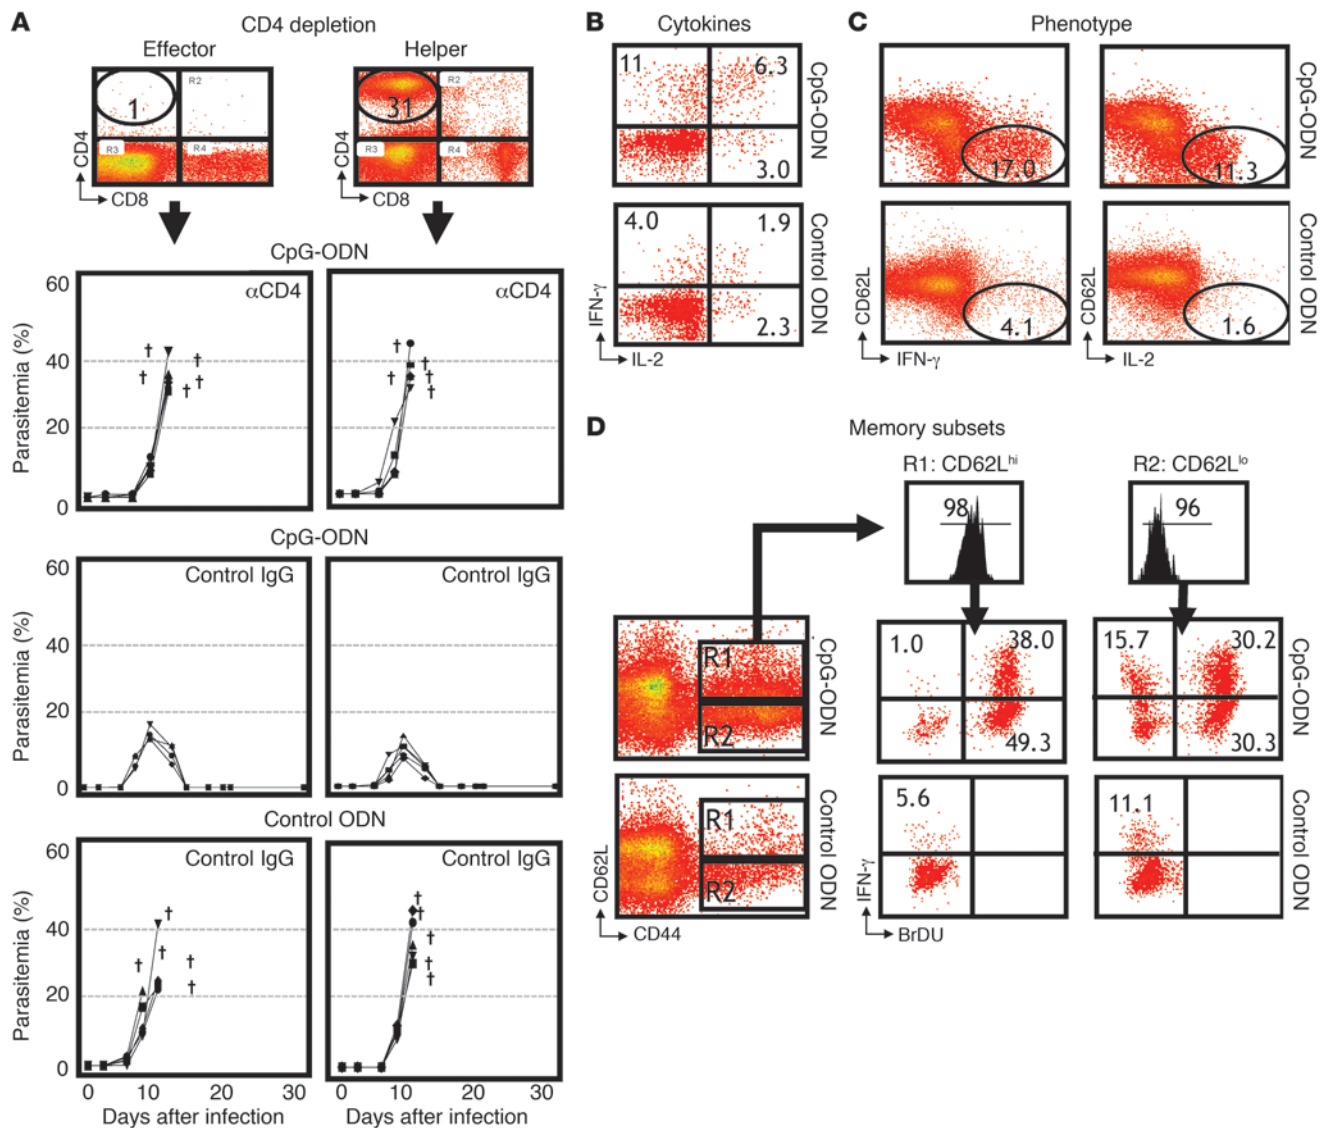 A
CD4 depletion
Effector
Helper
R2
1
R3
R4
CD4
CD8
R2
31
R3
R4
CD4
CD8
CpG-ODN
αCD4
αCD4
60
40
20
0
Parasitemia (%)
† † † † †
† † † † †
CpG-ODN
Control IgG
Control IgG
60
40
20
0
Parasitemia (%)
Control ODN
Control IgG
Control IgG
60
40
20
0
Parasitemia (%)
† † † † †
† † † † †
0 10 20 30
0 10 20 30
Days after infection
Days after infection
B
Cytokines
11
6.3
3.0
CpG-ODN
4.0
1.9
2.3
Control ODN
IFN-γ
IL-2
C
Phenotype
17.0
11.3
CpG-ODN
4.1
1.6
Control ODN
CD62L
IFN-γ
CD62L
IL-2
D
Memory subsets
R1: CD62Lhi
R2: CD62Llo
98
96
R1
R2
CpG-ODN
1.0
38.0
49.3
15.7
30.2
30.3
CpG-ODN
R1
R2
Control ODN
CD62L
CD44
5.6
11.1
Control ODN
IFN-γ
BrDU